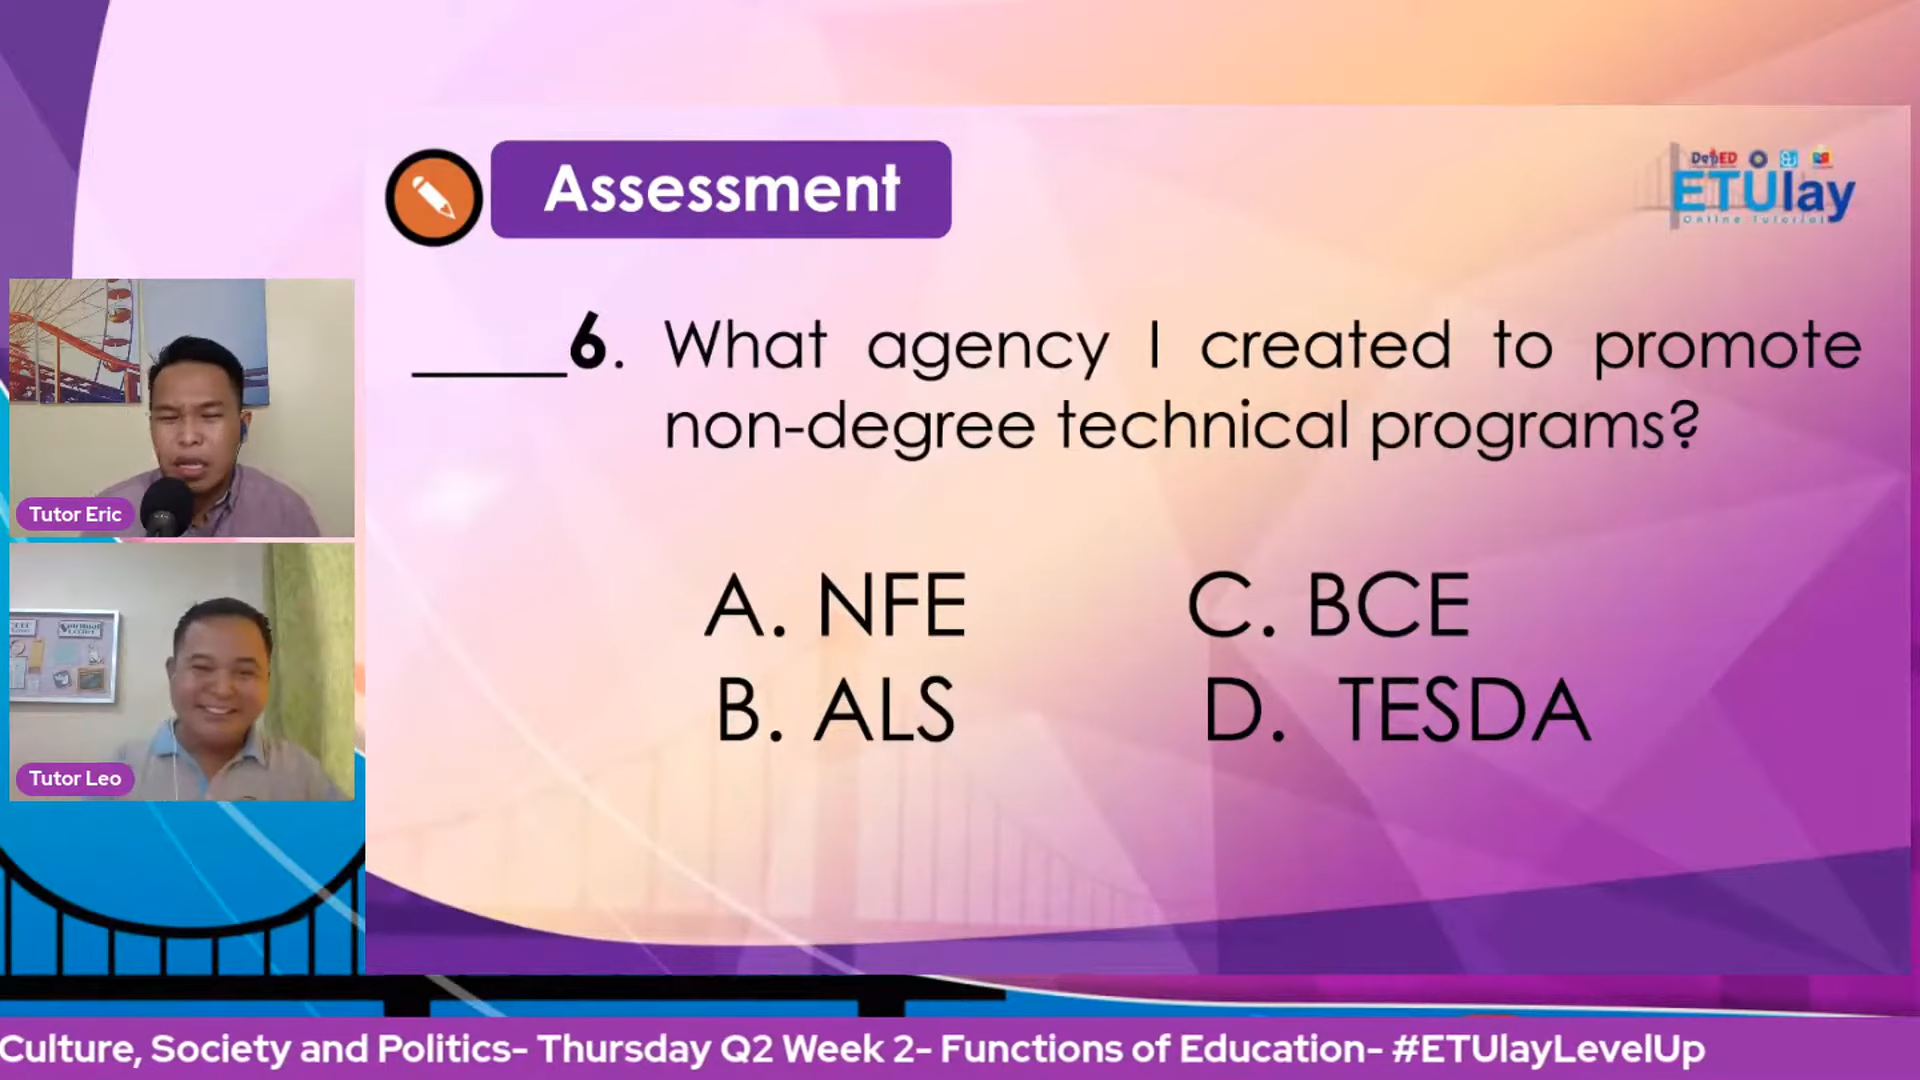 Assessment
DepED
ETUlay
Online Tutorial
_____6. What agency I created to promote
non-degree technical programs?
A. NFE
C. BCE
B. ALS
D. TESDA
Tutor Eric
Tutor Leo
Culture, Society and Politics- Thursday Q2 Week 2- Functions of Education- #ETUlayLevelUp